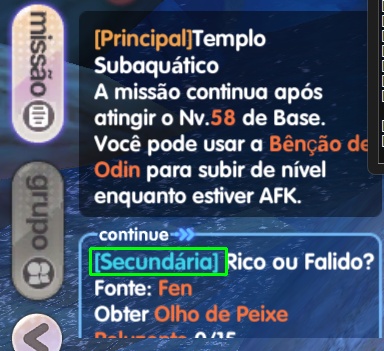 missão
grupo
[Principal]Templo
Subaquático
A missão continua após
atingir o Nv.58 de Base.
Você pode usar a Bênção de
Odin para subir de nível
enquanto estiver AFK.
continue
[Secundária] Rico ou Falido?
Fonte: Fen
Obter Olho de Peixe